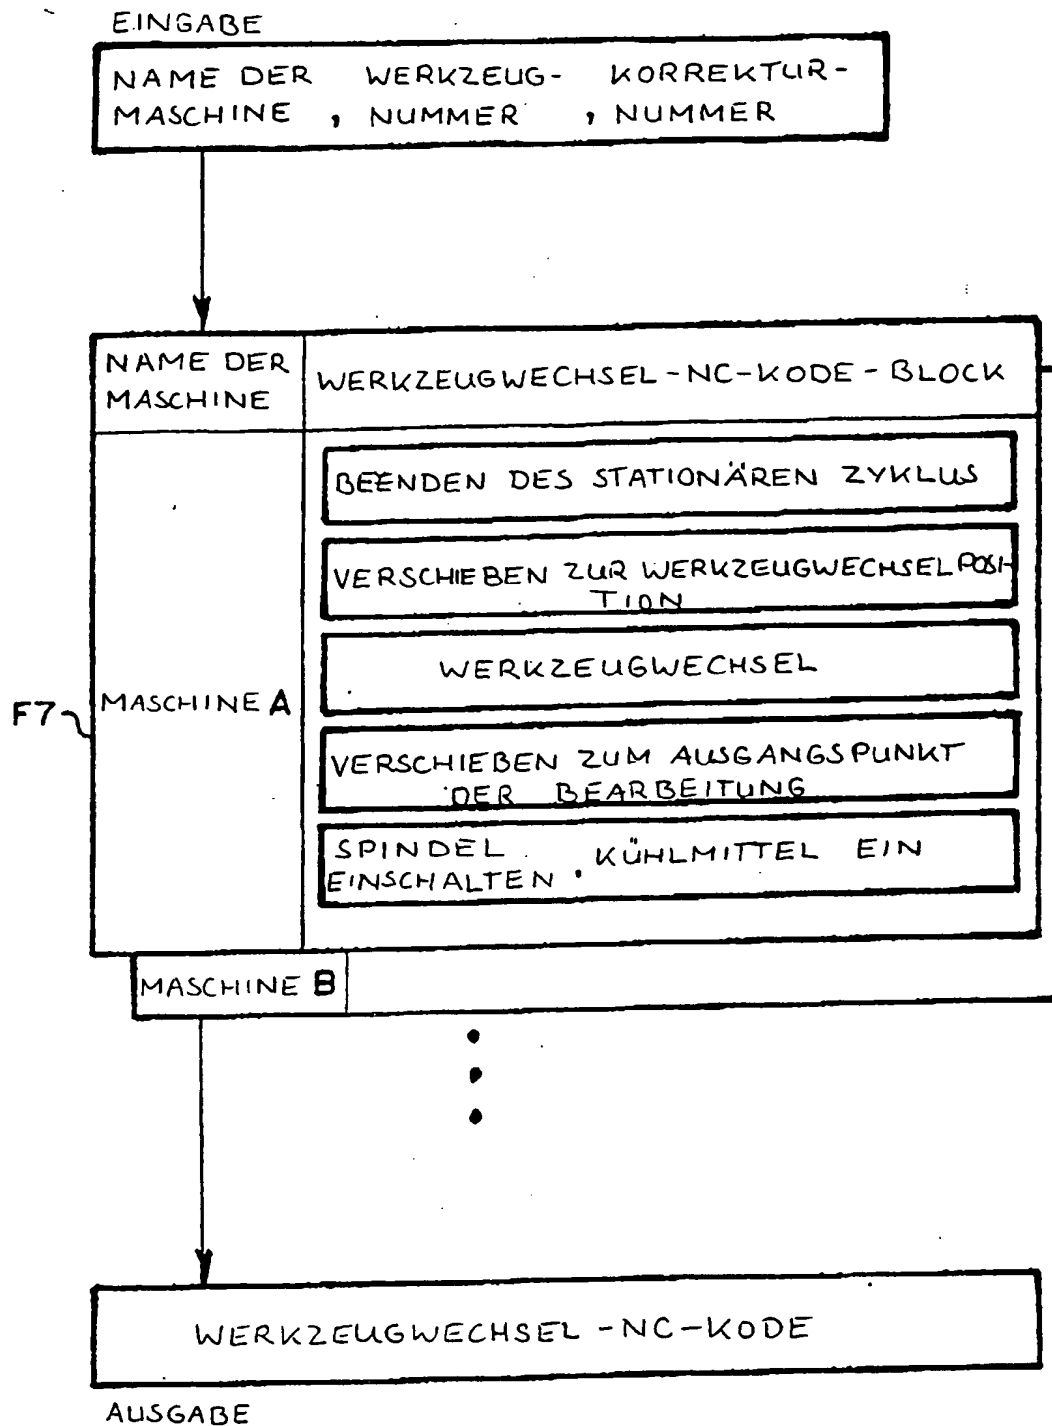 EINGABE
NAME DER WERKZEUG- KORREKTUR-
MASCHINE , NUMMER , NUMMER
NAME DER
MASCHINE
WERKZEUGWECHSEL-NC-KODE-BLOCK
BEENDEN DES STATIONÄREN ZYKLUS
VERSCHIEBEN ZUR WERKZEUGWECHSELPOSI-
TION
WERKZEUGWECHSEL
F7
MASCHINE A
VERSCHIEBEN ZUM AUSGANGSPUNKT
DER BEARBEITUNG
SPINDEL KÜHLMITTEL EIN
EINSCHALTEN ,
MASCHINE B
WERKZEUGWECHSEL-NC-KODE
AUSGABE